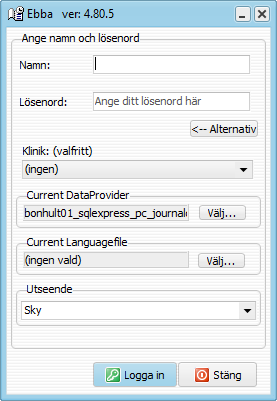 Ebba ver: 4.80.5
Ange namn och lösenord
Namn:
Lösenord: Ange ditt lösenord här
<-- Alternativ
Klinik: (valfritt)
(ingen)
Current DataProvider
bonhult01_sqlexpress_pc_journal Välj...
Current Languagefile
(ingen vald) Välj...
Utseende
Sky
Logga in Stäng